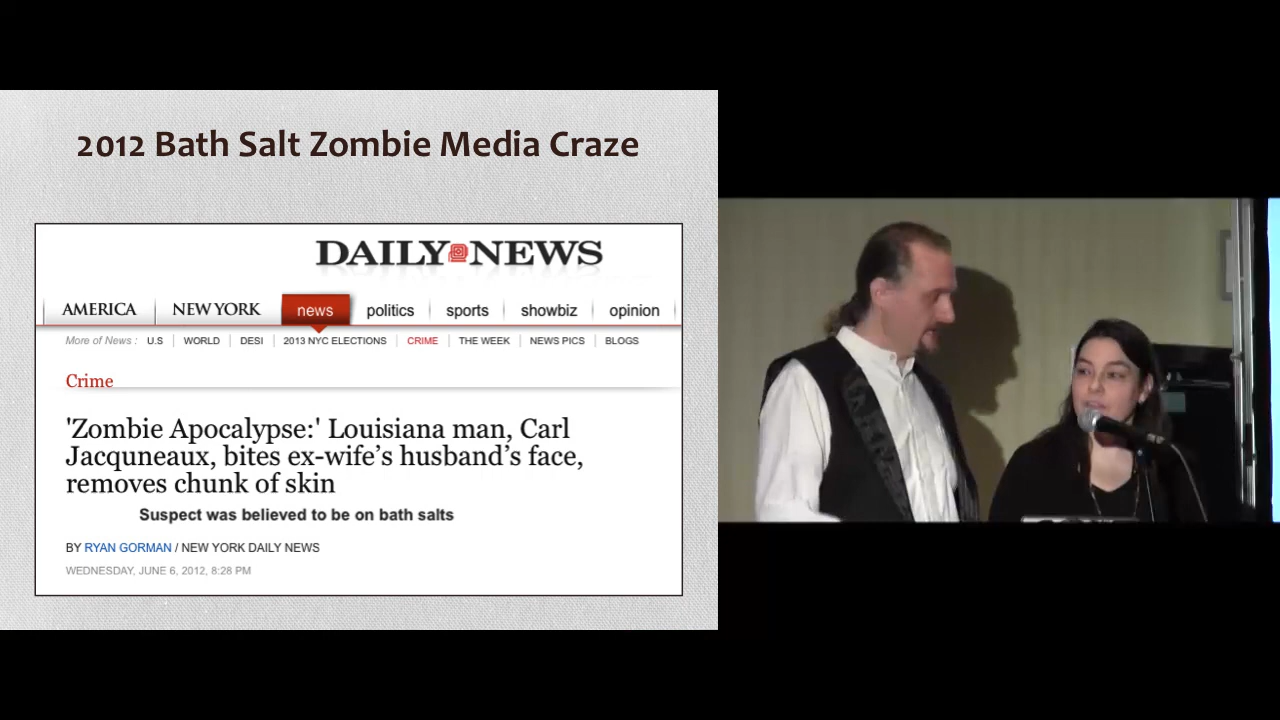 2012 Bath Salt Zombie Media Craze
DAILY NEWS
AMERICA NEW YORK news politics sports showbiz opinion
More of News : U.S WORLD DESI 2013 NYC ELECTIONS CRIME THE WEEK NEWS PICS BLOGS
Crime
'Zombie Apocalypse:' Louisiana man, Carl
Jacquneaux, bites ex-wife’s husband’s face,
removes chunk of skin
Suspect was believed to be on bath salts
BY RYAN GORMAN / NEW YORK DAILY NEWS
WEDNESDAY, JUNE 6, 2012, 8:28 PM